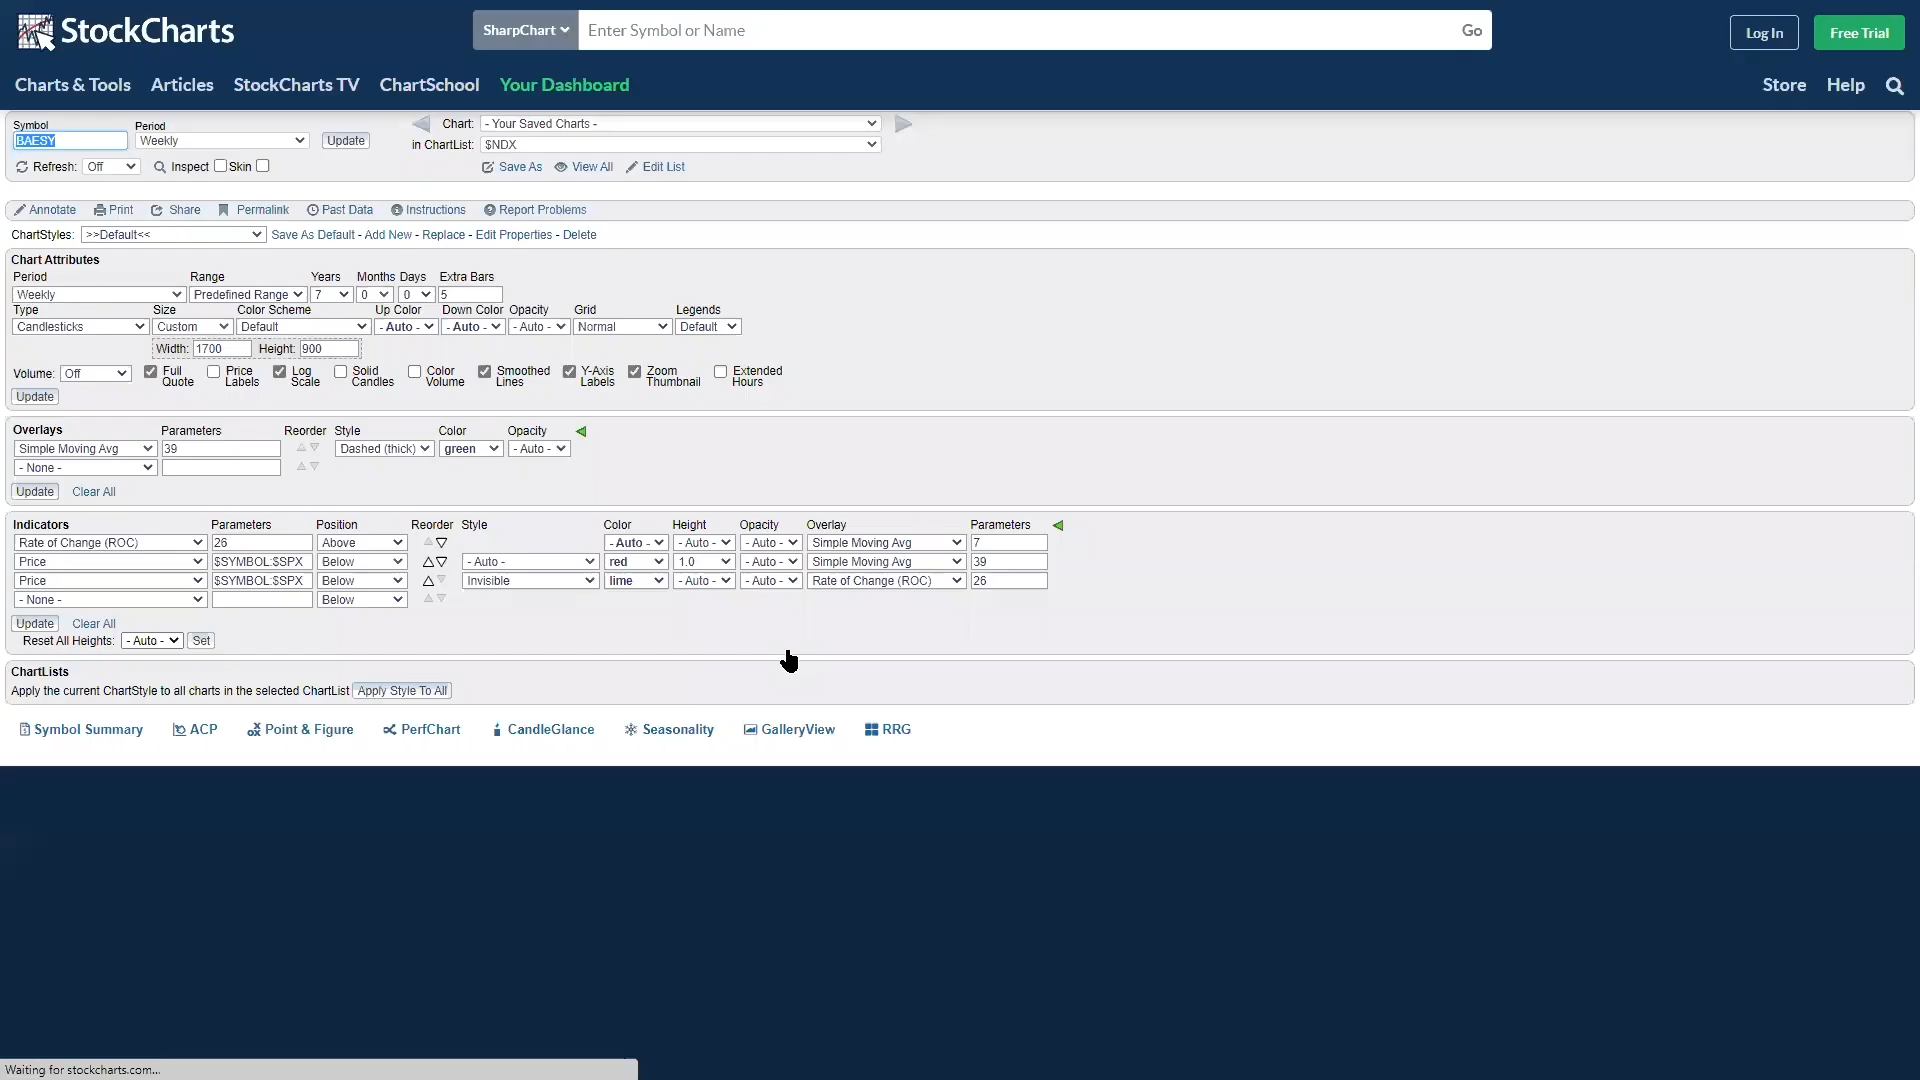 StockCharts
SharpChart Enter Symbol or Name Go
Log In Free Trial
Charts & Tools Articles StockCharts TV ChartSchool Your Dashboard Store Help
Symbol Period Chart: - Your Saved Charts -
BAESY Weekly Update in ChartList: $NDX
Refresh: Off Inspect Skin Save As View All Edit List
Annotate Print Share Permalink Past Data Instructions Report Problems
ChartStyles: >>Default<< Save As Default - Add New - Replace - Edit Properties - Delete
Chart Attributes
Period Range Years Months Days Extra Bars
Weekly Predefined Range 7 0 0 5
Type Size Color Scheme Up Color Down Color Opacity Grid Legends
Candlesticks Custom Default - Auto - - Auto - - Auto - Normal Default
Width: 1700 Height: 900
Volume: Off Full Quote Price Labels Log Scale Solid Candles Color Volume Smoothed Lines Y-Axis Labels Zoom Thumbnail Extended Hours
Update
Overlays Parameters Reorder Style Color Opacity
Simple Moving Avg 39 Dashed (thick) green - Auto -
- None -
Update Clear All
Indicators Parameters Position Reorder Style Color Height Opacity Overlay Parameters
Rate of Change (ROC) 26 Above - Auto - - Auto - - Auto - Simple Moving Avg 7
Price $SYMBOL:$SPX Below - Auto - red 1.0 - Auto - Simple Moving Avg 39
Price $SYMBOL:$SPX Below Invisible lime - Auto - - Auto - Rate of Change (ROC) 26
- None - Below
Update Clear All
Reset All Heights: - Auto - Set
ChartLists
Apply the current ChartStyle to all charts in the selected ChartList Apply Style To All
Symbol Summary ACP Point & Figure PerfChart CandleGlance Seasonality GalleryView RRG
Waiting for stockcharts.com...